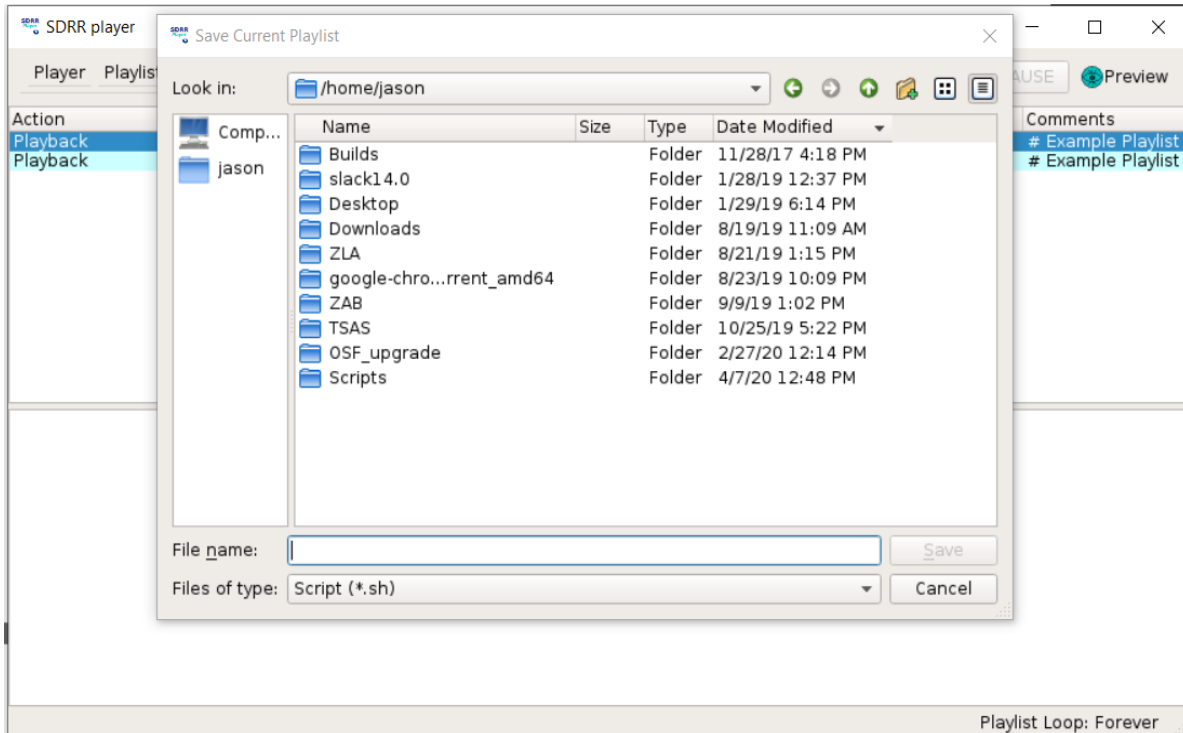 SDRR player
Save Current Playlist
Player Playlis
Look in: /home/jason
AUSE Preview
Action
Comments
Playback
# Example Playlist
Playback
# Example Playlist
Comp...
jason
Name Size Type Date Modified
Builds Folder 11/28/17 4:18 PM
slack14.0 Folder 1/28/19 12:37 PM
Desktop Folder 1/29/19 6:14 PM
Downloads Folder 8/19/19 11:09 AM
ZLA Folder 8/21/19 1:15 PM
google-chro...rrent_amd64 Folder 8/23/19 10:09 PM
ZAB Folder 9/9/19 1:02 PM
TSAS Folder 10/25/19 5:22 PM
OSF_upgrade Folder 2/27/20 12:14 PM
Scripts Folder 4/7/20 12:48 PM
File name: Save
Files of type: Script (*.sh) Cancel
Playlist Loop: Forever